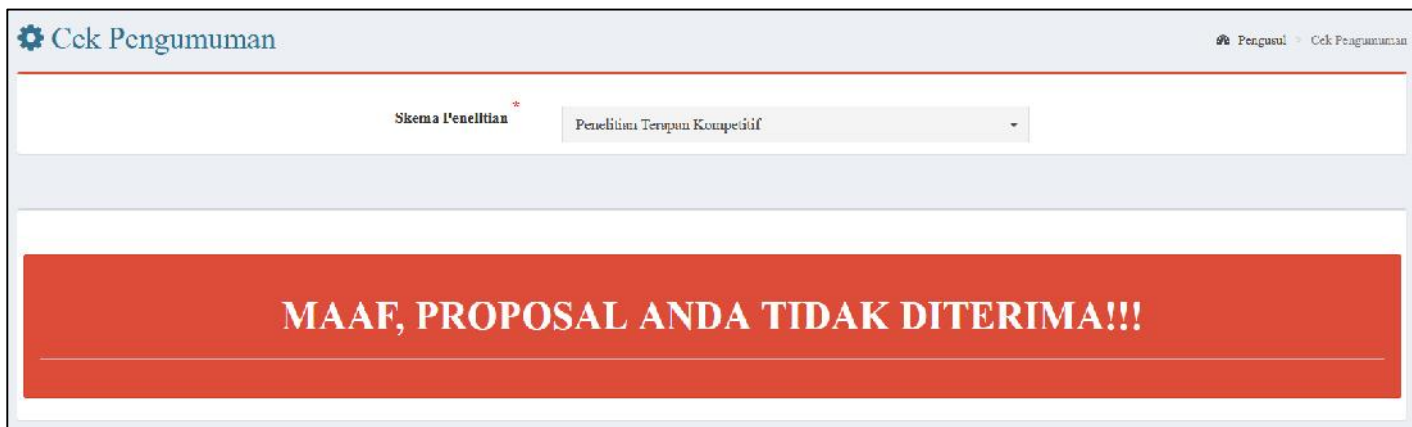 Cek Pengumuman
Pengusul > Cek Pengumuman
Skema Penelitian *
Penelitian Terapan Kompetitif
MAAF, PROPOSAL ANDA TIDAK DITERIMA!!!